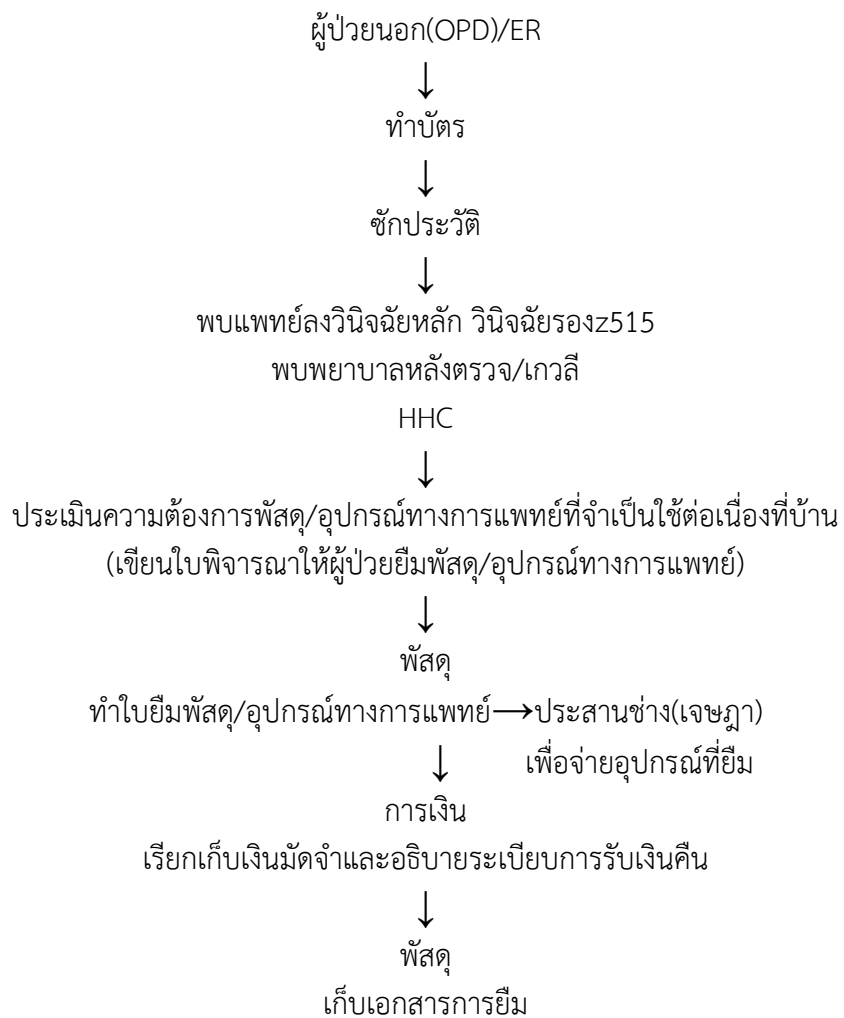 ผู้ป่วยนอก(OPD)/ER
↓
ทำบัตร
↓
ซักประวัติ
↓
พบแพทย์ลงวินิจฉัยหลัก วินิจฉัยรองz515
พบพยาบาลหลังตรวจ/เกวลี
HHC
↓
ประเมินความต้องการพัสดุ/อุปกรณ์ทางการแพทย์ที่จำเป็นใช้ต่อเนื่องที่บ้าน
(เขียนใบพิจารณาให้ผู้ป่วยยืมพัสดุ/อุปกรณ์ทางการแพทย์)
↓
พัสดุ
ทำใบยืมพัสดุ/อุปกรณ์ทางการแพทย์→ประสานช่าง(เจษฎา)
↓ เพื่อจ่ายอุปกรณ์ที่ยืม
การเงิน
เรียกเก็บเงินมัดจำและอธิบายระเบียบการรับเงินคืน
↓
พัสดุ
เก็บเอกสารการยืม